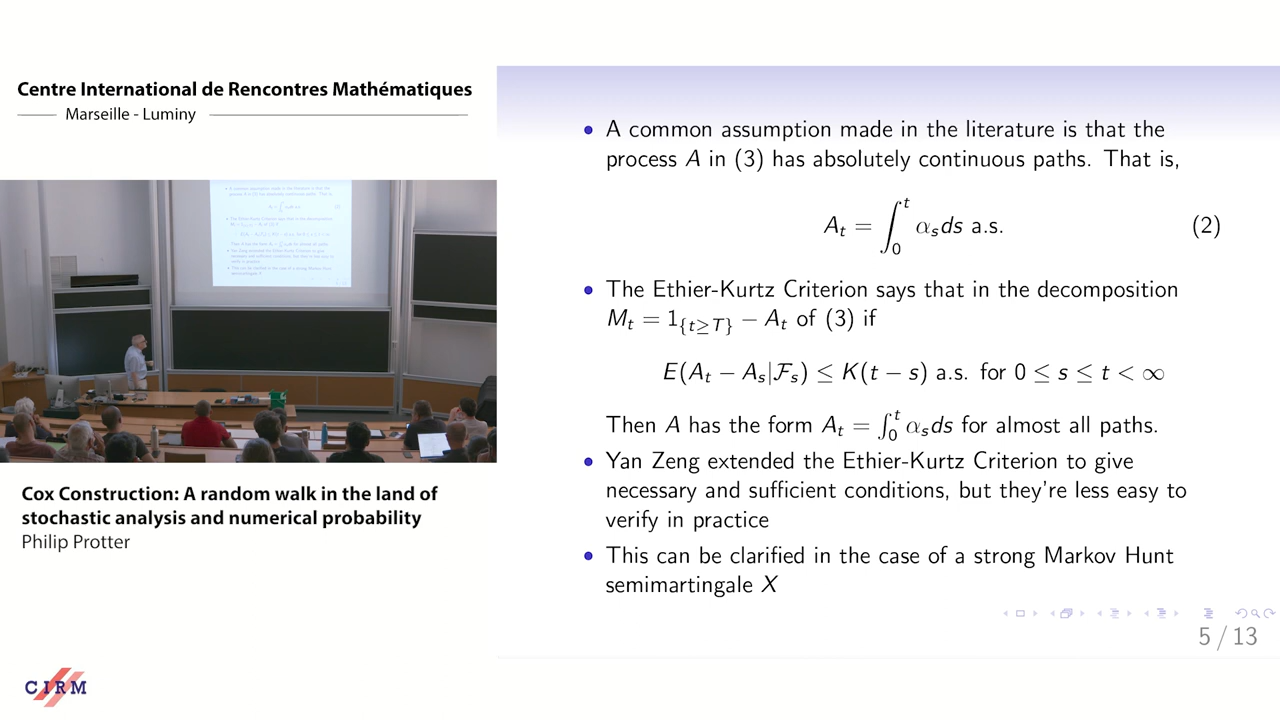 Centre International de Rencontres Mathématiques
Marseille - Luminy
Cox Construction: A random walk in the land of
stochastic analysis and numerical probability
Philip Protter
CIRM
• A common assumption made in the literature is that the
process A in (3) has absolutely continuous paths. That is,
A_t = ∫_0^t α_s ds a.s. (2)
• The Ethier-Kurtz Criterion says that in the decomposition
M_t = 1_{t≥T} − A_t of (3) if
E(A_t − A_s|F_s) ≤ K(t − s) a.s. for 0 ≤ s ≤ t < ∞
Then A has the form A_t = ∫_0^t α_s ds for almost all paths.
• Yan Zeng extended the Ethier-Kurtz Criterion to give
necessary and sufficient conditions, but they're less easy to
verify in practice
• This can be clarified in the case of a strong Markov Hunt
semimartingale X
5 / 13